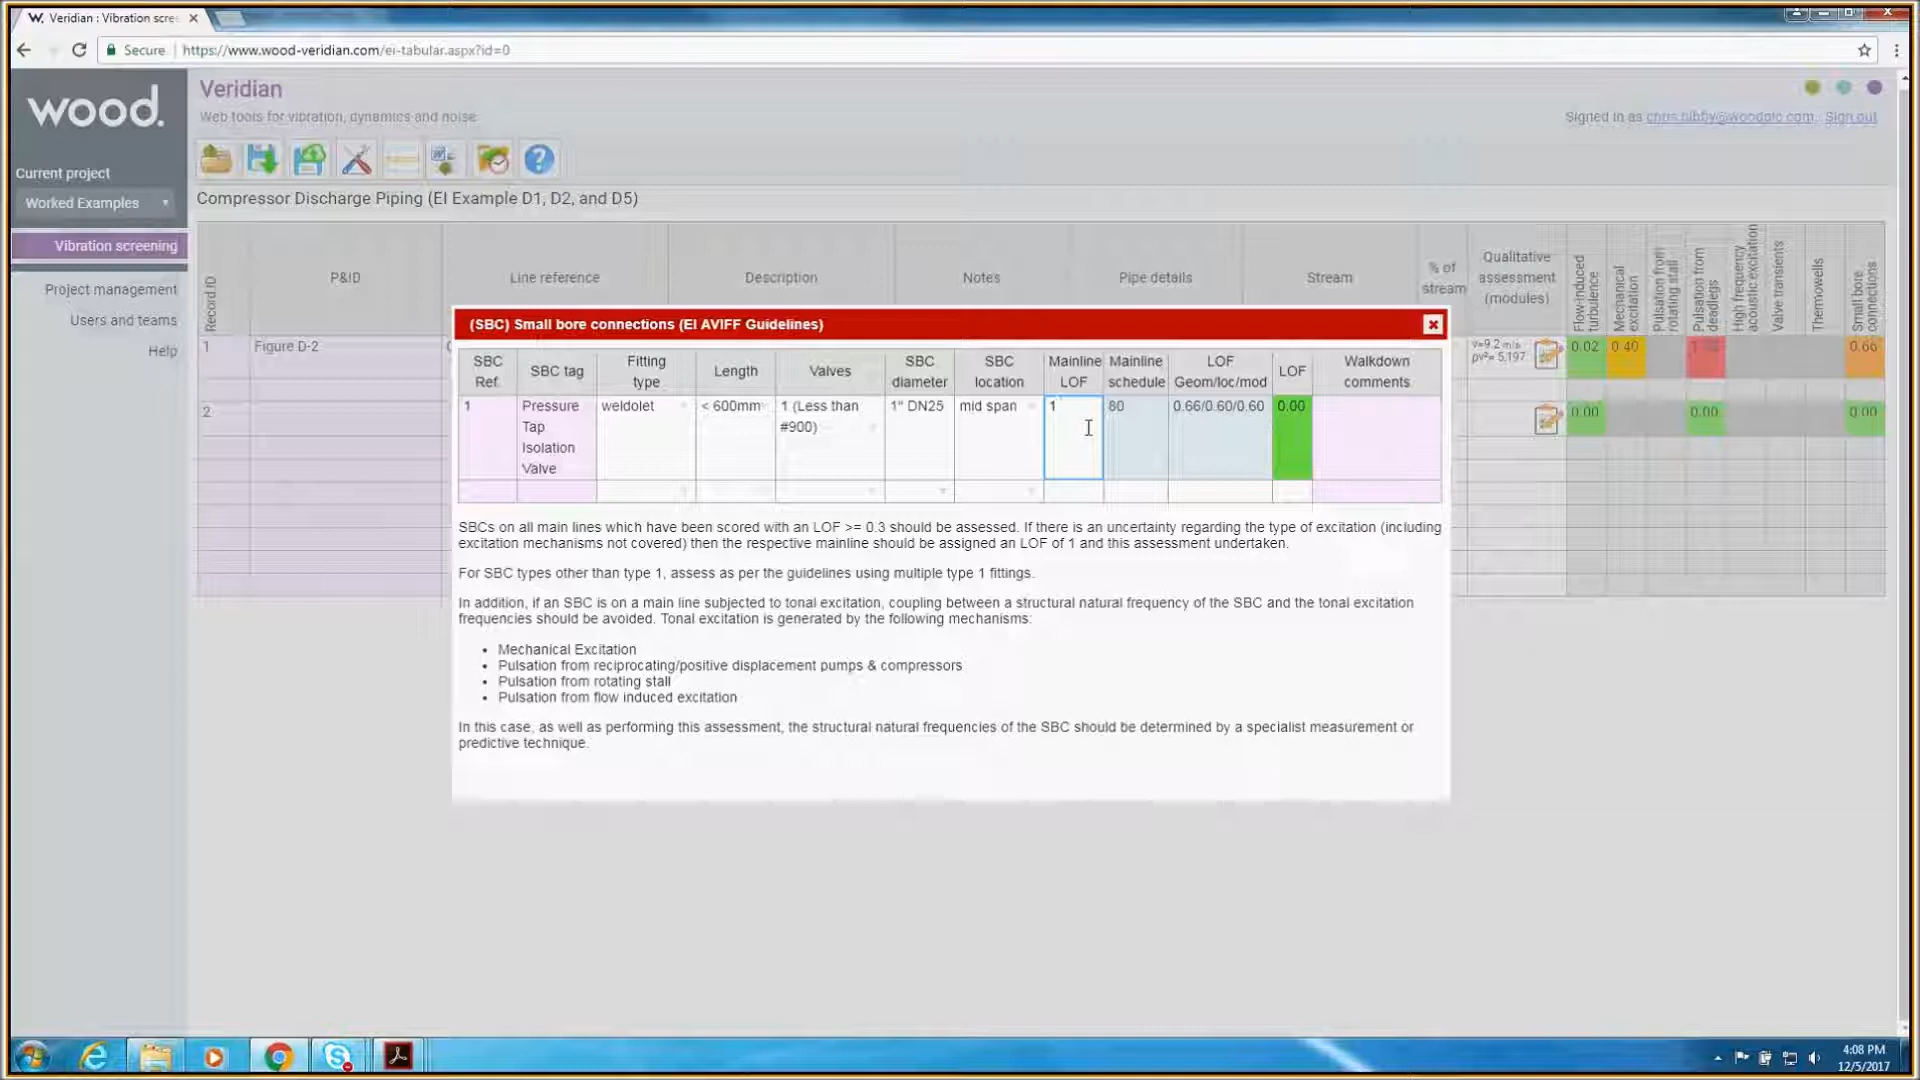 W. Veridian : Vibration scree
Secure
https://www.wood-veridian.com/ei-tabular.aspx?id=0
wood.
Veridian
Web tools for vibration, dynamics and noise
Signed in as chris.hibby@woodplc.com Sign out
Current project
Worked Examples
Vibration screening
Project management
Users and teams
Help
Compressor Discharge Piping (EI Example D1, D2, and D5)
Record ID
P&ID
Line reference
Description
Notes
Pipe details
Stream
% of
stream
Qualitative
assessment
(modules)
Flow-induced
turbulence
Mechanical
excitation
Pulsation from
rotating stall
Pulsation from
deadlegs
High frequency
acoustic excitation
Valve transients
Thermowells
Small bore
connections
1
Figure D-2
v=9.2 m/s
ρv²= 5,197
0.02
0.40
0.66
2
0.00
0.00
0.00
(SBC) Small bore connections (EI AVIFF Guidelines)
SBC
Ref.
SBC tag
Fitting
type
Length
Valves
SBC
diameter
SBC
location
Mainline
LOF
Mainline
schedule
LOF
Geom/loc/mod
LOF
Walkdown
comments
1
Pressure
Tap
Isolation
Valve
weldolet
< 600mm
1 (Less than
#900)
1" DN25
mid span
1
80
0.66/0.60/0.60
0.00
SBCs on all main lines which have been scored with an LOF >= 0.3 should be assessed. If there is an uncertainty regarding the type of excitation (including
excitation mechanisms not covered) then the respective mainline should be assigned an LOF of 1 and this assessment undertaken.
For SBC types other than type 1, assess as per the guidelines using multiple type 1 fittings.
In addition, if an SBC is on a main line subjected to tonal excitation, coupling between a structural natural frequency of the SBC and the tonal excitation
frequencies should be avoided. Tonal excitation is generated by the following mechanisms:
• Mechanical Excitation
• Pulsation from reciprocating/positive displacement pumps & compressors
• Pulsation from rotating stall
• Pulsation from flow induced excitation
In this case, as well as performing this assessment, the structural natural frequencies of the SBC should be determined by a specialist measurement or
predictive technique.
4:08 PM
12/5/2017